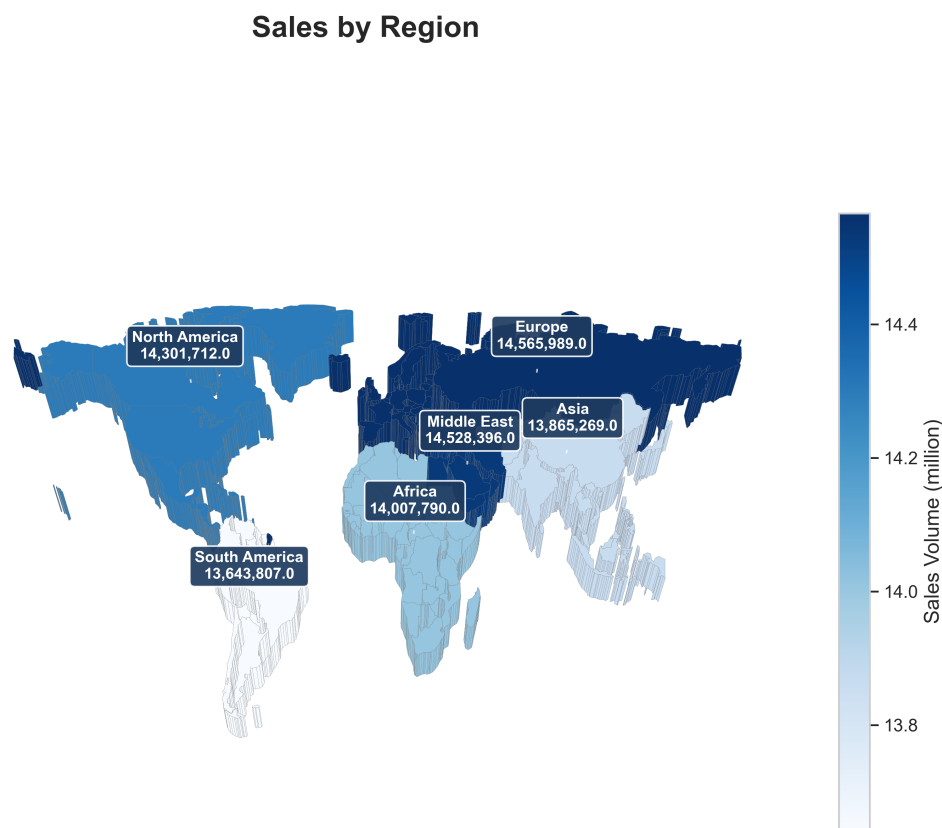 Sales by Region
North America
14,301,712.0
Europe
14,565,989.0
Asia
13,865,269.0
Middle East
14,528,396.0
Africa
14,007,790.0
South America
13,643,807.0
14.4
14.2
14.0
13.8
Sales Volume (million)